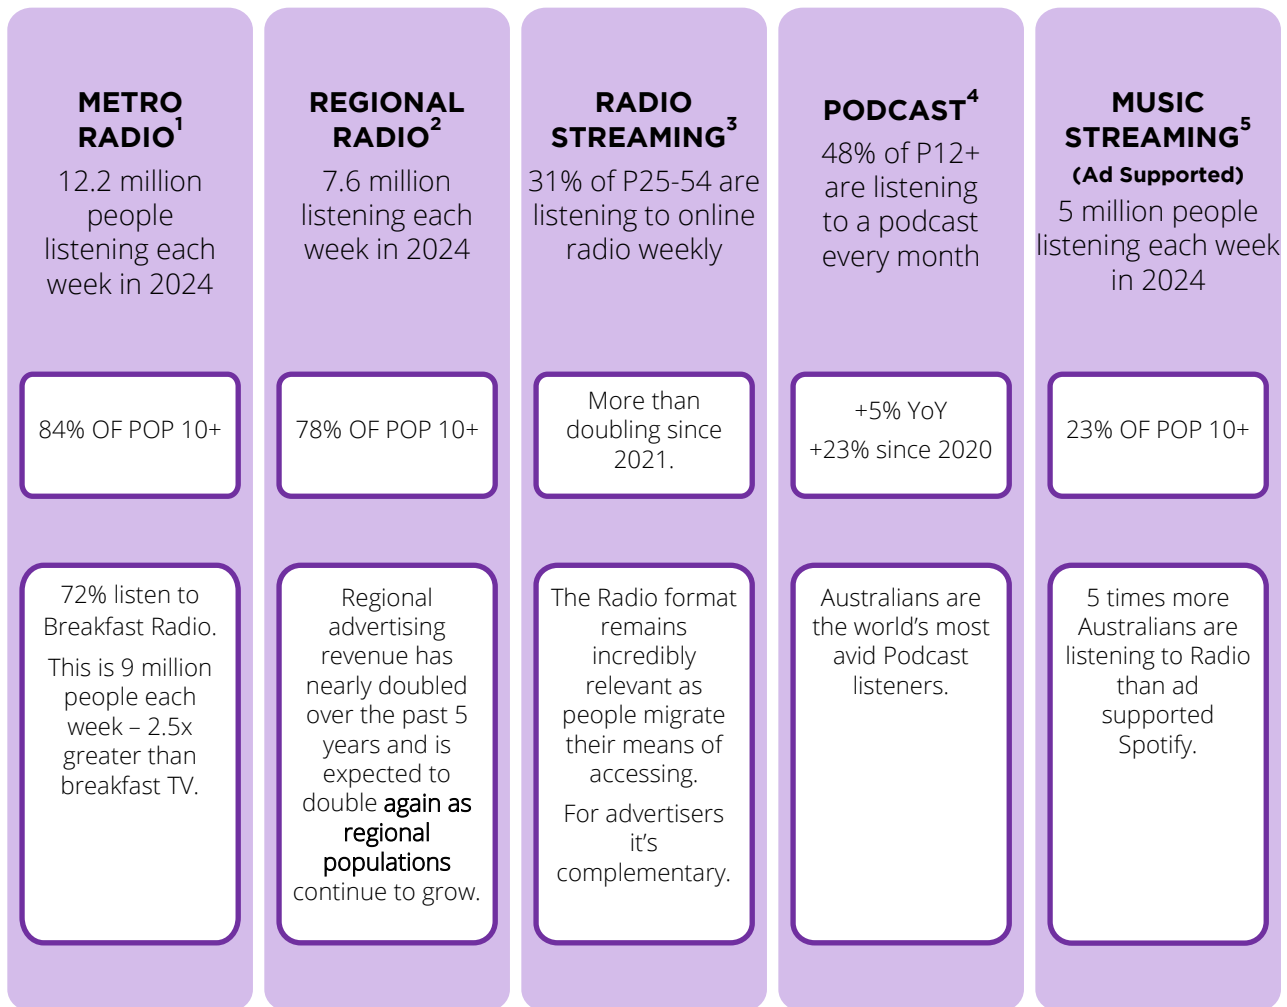 METRO
RADIO1
12.2 million
people
listening each
week in 2024
84% OF POP 10+
72% listen to
Breakfast Radio.
This is 9 million
people each
week – 2.5x
greater than
breakfast TV.
REGIONAL
RADIO2
7.6 million
listening each
week in 2024
78% OF POP 10+
Regional
advertising
revenue has
nearly doubled
over the past 5
years and is
expected to
double again as
regional
populations
continue to grow.
RADIO
STREAMING3
31% of P25-54 are
listening to online
radio weekly
More than
doubling since
2021.
The Radio format
remains
incredibly
relevant as
people migrate
their means of
accessing.
For advertisers
it’s
complementary.
PODCAST4
48% of P12+
are listening
to a podcast
every month
+5% YoY
+23% since 2020
Australians are
the world’s most
avid Podcast
listeners.
MUSIC
STREAMING5
(Ad Supported)
5 million people
listening each week
in 2024
23% OF POP 10+
5 times more
Australians are
listening to Radio
than ad
supported
Spotify.